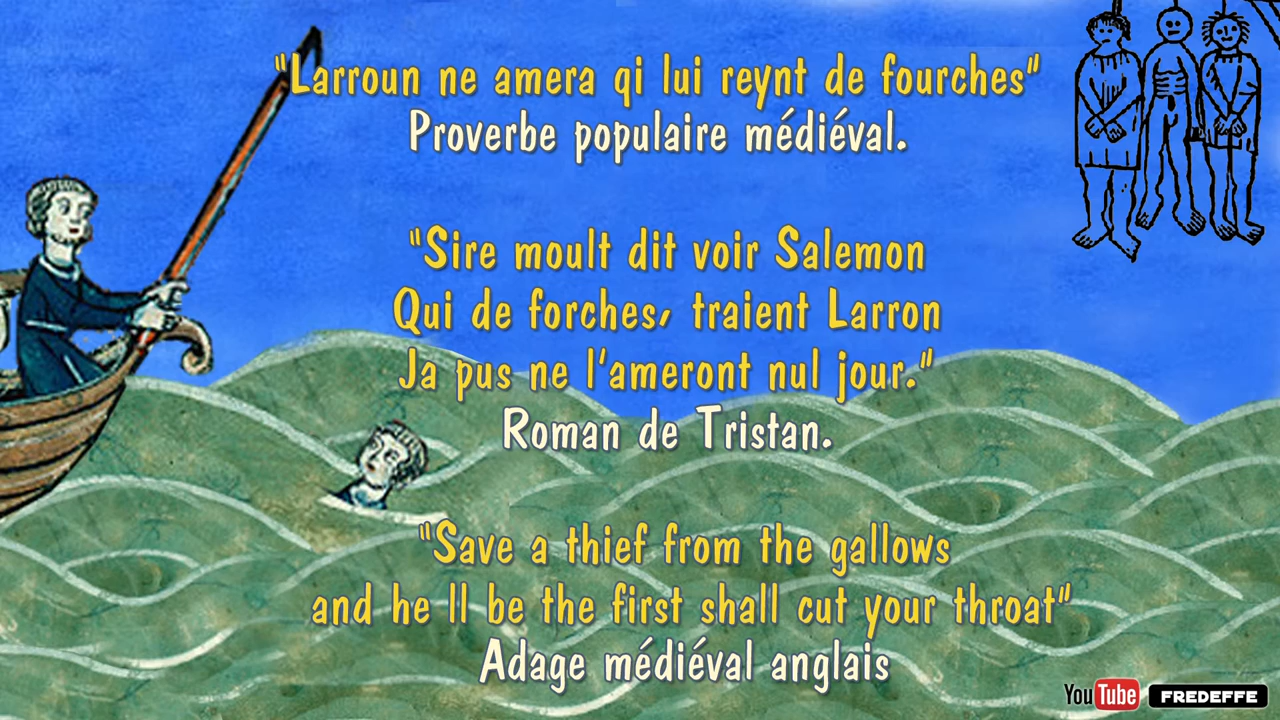 "Larroun ne amera qi lui reynt de fourches"
Proverbe populaire médiéval.
"Sire moult dit voir Salemon
Qui de forches, traient Larron
Ja pus ne l'ameront nul jour."
Roman de Tristan.
"Save a thief from the gallows
and he ll be the first shall cut your throat"
Adage médiéval anglais
YouTube FREDEFFE